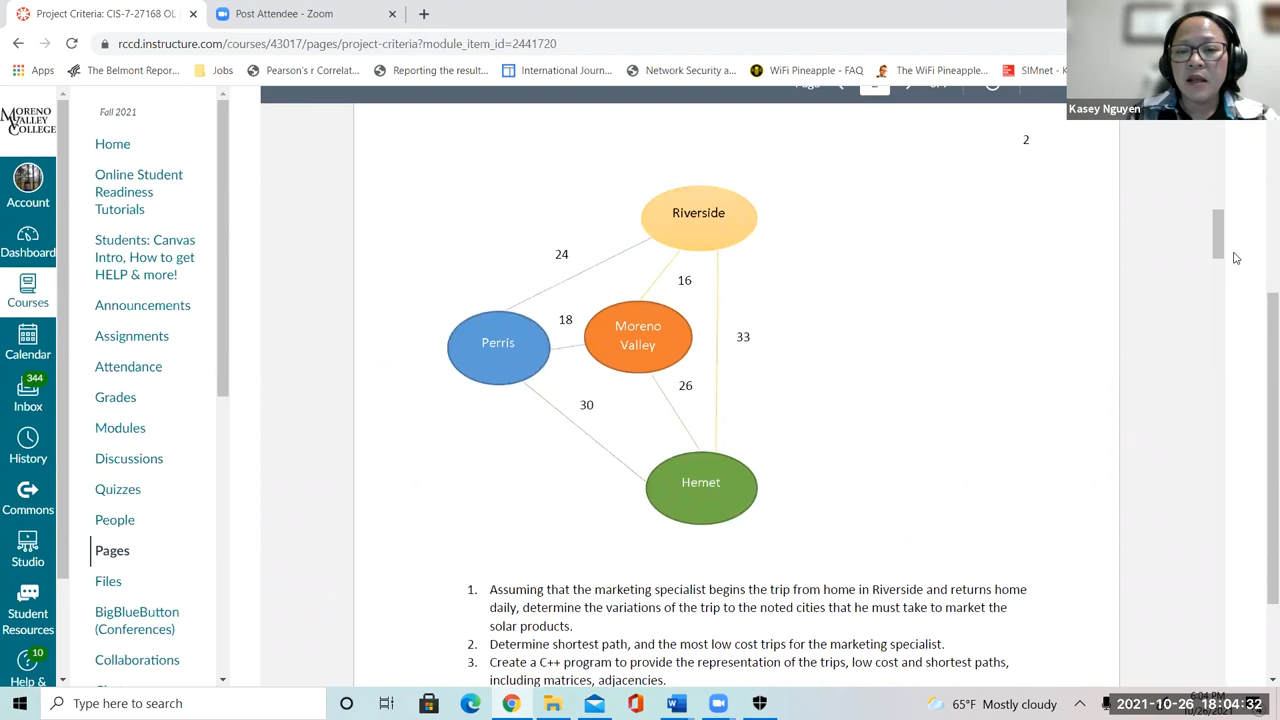 Project Criteria: CIS-7-27168 OL
Post Attendee - Zoom
rccd.instructure.com/courses/43017/pages/project-criteria?module_item_id=2441720
Apps
The Belmont Repor...
Jobs
Pearson's r Correlat...
Reporting the result...
International Journ...
Network Security a...
WiFi Pineapple - FAQ
The WiFi Pineapple...
SIMnet - K
Kasey Nguyen
MORENO
VALLEY
COLLEGE
Account
Dashboard
Courses
Calendar
344
Inbox
History
Commons
Studio
Student
Resources
10
Help &
Fall 2021
Home
Online Student
Readiness
Tutorials
Students: Canvas
Intro, How to get
HELP & more!
Announcements
Assignments
Attendance
Grades
Modules
Discussions
Quizzes
People
Pages
Files
BigBlueButton
(Conferences)
Collaborations
2
Riverside
24
16
18
Moreno
Valley
Perris
33
26
30
Hemet
1. Assuming that the marketing specialist begins the trip from home in Riverside and returns home
daily, determine the variations of the trip to the noted cities that he must take to market the
solar products.
2. Determine shortest path, and the most low cost trips for the marketing specialist.
3. Create a C++ program to provide the representation of the trips, low cost and shortest paths,
including matrices, adjacencies.
Type here to search
65°F Mostly cloudy
6:04 PM
2021-10-26 18:04:32